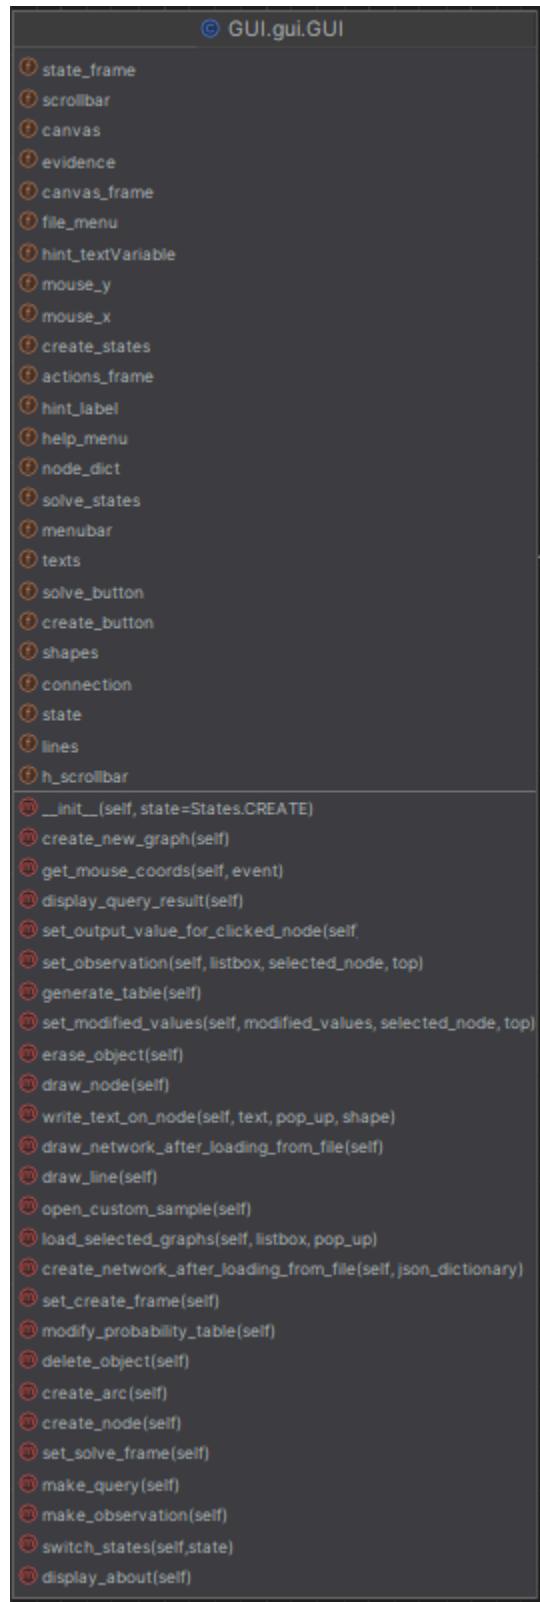 © GUI.gui.GUI
f state_frame
f scrollbar
f canvas
f evidence
f canvas_frame
f file_menu
f hint_textVariable
f mouse_y
f mouse_x
f create_states
f actions_frame
f hint_label
f help_menu
f node_dict
f solve_states
f menubar
f texts
f solve_button
f create_button
f shapes
f connection
f state
f lines
f h_scrollbar
m __init__(self, state=States.CREATE)
m create_new_graph(self)
m get_mouse_coords(self, event)
m display_query_result(self)
m set_output_value_for_clicked_node(self
m set_observation(self, listbox, selected_node, top)
m generate_table(self)
m set_modified_values(self, modified_values, selected_node, top)
m erase_object(self)
m draw_node(self)
m write_text_on_node(self, text, pop_up, shape)
m draw_network_after_loading_from_file(self)
m draw_line(self)
m open_custom_sample(self)
m load_selected_graphs(self, listbox, pop_up)
m create_network_after_loading_from_file(self, json_dictionary)
m set_create_frame(self)
m modify_probability_table(self)
m delete_object(self)
m create_arc(self)
m create_node(self)
m set_solve_frame(self)
m make_query(self)
m make_observation(self)
m switch_states(self,state)
m display_about(self)